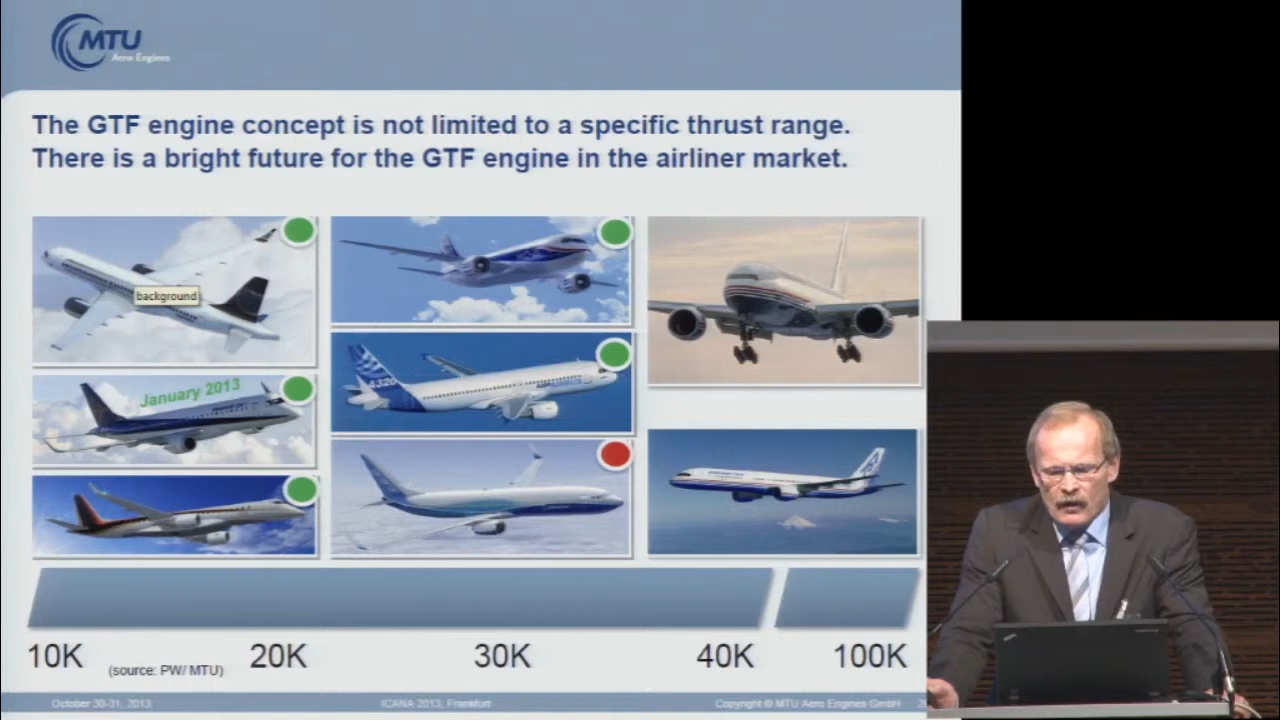 MTU
Aero Engines
The GTF engine concept is not limited to a specific thrust range.
There is a bright future for the GTF engine in the airliner market.
background
January 2013
A320
10K
(source: PW/ MTU)
20K
30K
40K
100K
October 30-31, 2013
ICANA 2013, Frankfurt
Copyright © MTU Aero Engines GmbH